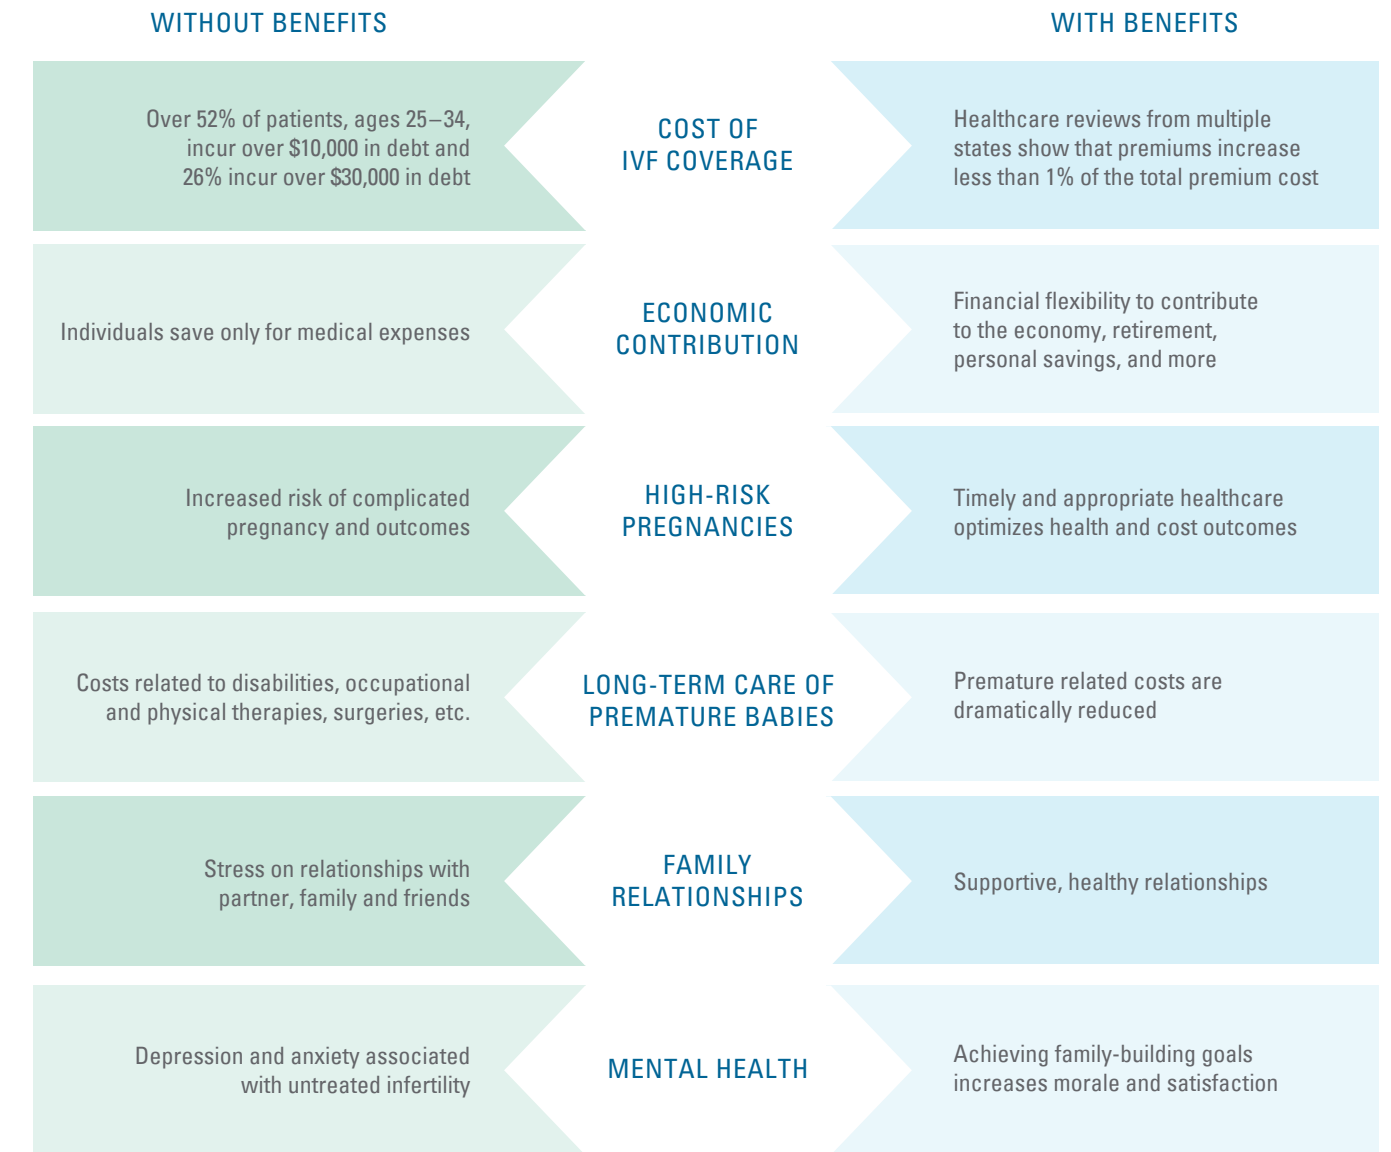 WITHOUT BENEFITS
WITH BENEFITS
Over 52% of patients, ages 25–34,
incur over $10,000 in debt and
26% incur over $30,000 in debt
COST OF
IVF COVERAGE
Healthcare reviews from multiple
states show that premiums increase
less than 1% of the total premium cost
Individuals save only for medical expenses
ECONOMIC
CONTRIBUTION
Financial flexibility to contribute
to the economy, retirement,
personal savings, and more
Increased risk of complicated
pregnancy and outcomes
HIGH-RISK
PREGNANCIES
Timely and appropriate healthcare
optimizes health and cost outcomes
Costs related to disabilities, occupational
and physical therapies, surgeries, etc.
LONG-TERM CARE OF
PREMATURE BABIES
Premature related costs are
dramatically reduced
Stress on relationships with
partner, family and friends
FAMILY
RELATIONSHIPS
Supportive, healthy relationships
Depression and anxiety associated
with untreated infertility
MENTAL HEALTH
Achieving family-building goals
increases morale and satisfaction